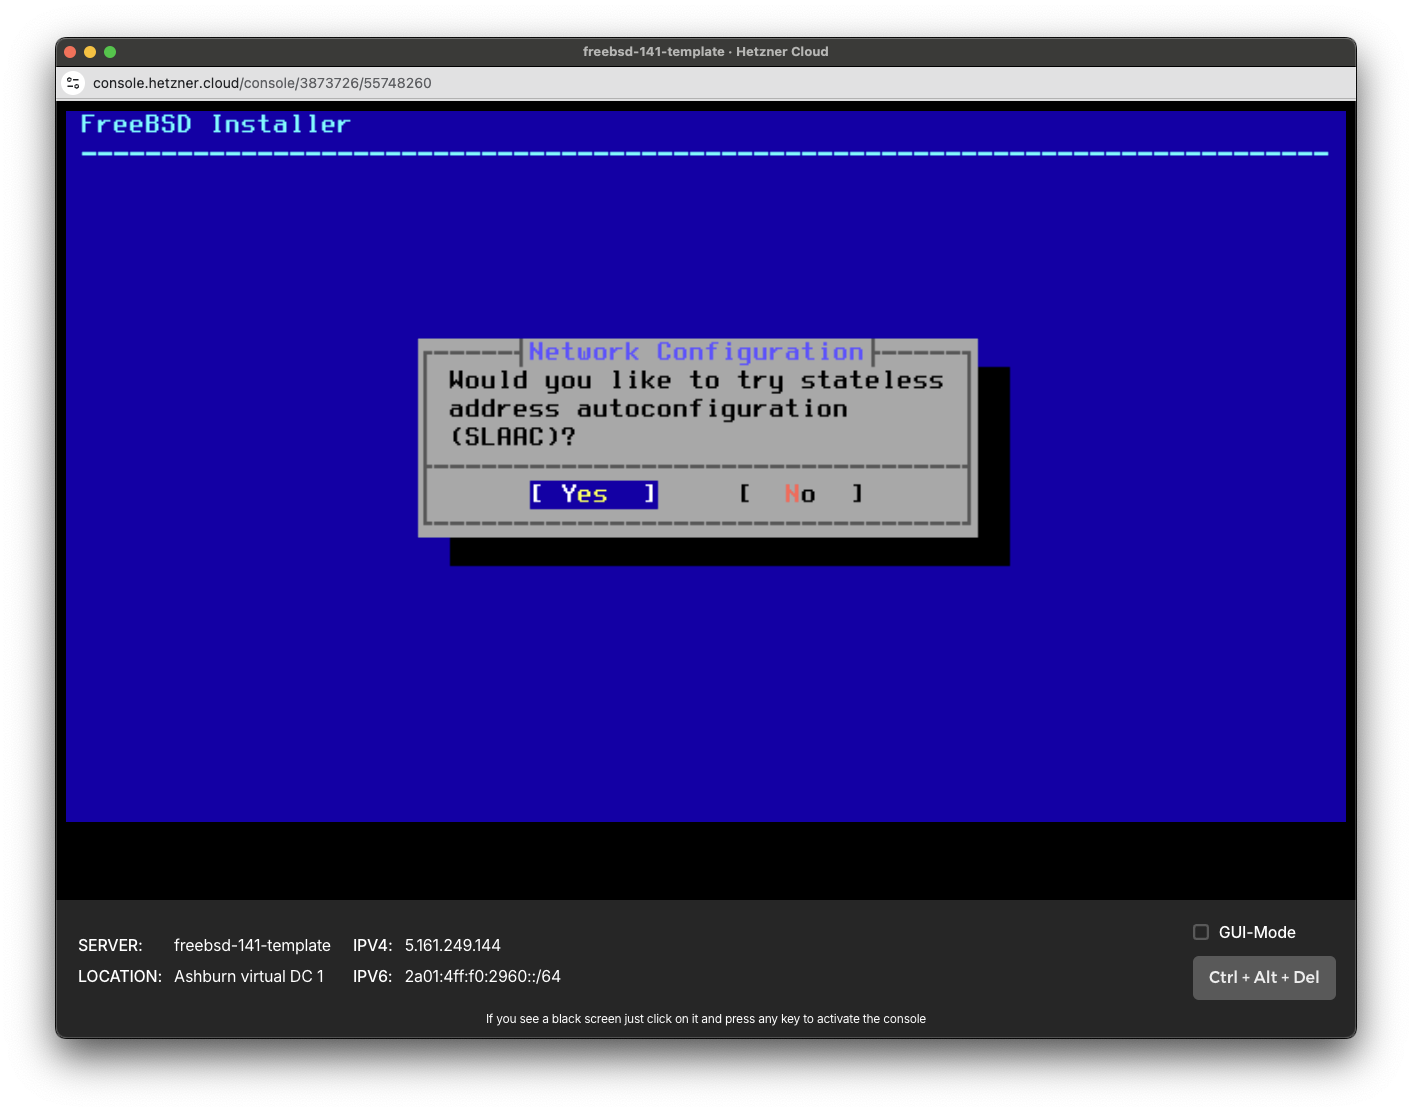 freebsd-141-template · Hetzner Cloud
console.hetzner.cloud/console/3873726/55748260
FreeBSD Installer
Network Configuration
Would you like to try stateless
address autoconfiguration
(SLAAC)?
[ Yes ] [ No ]
SERVER: freebsd-141-template IPV4: 5.161.249.144
LOCATION: Ashburn virtual DC 1 IPV6: 2a01:4ff:f0:2960::/64
GUI-Mode
Ctrl + Alt + Del
If you see a black screen just click on it and press any key to activate the console